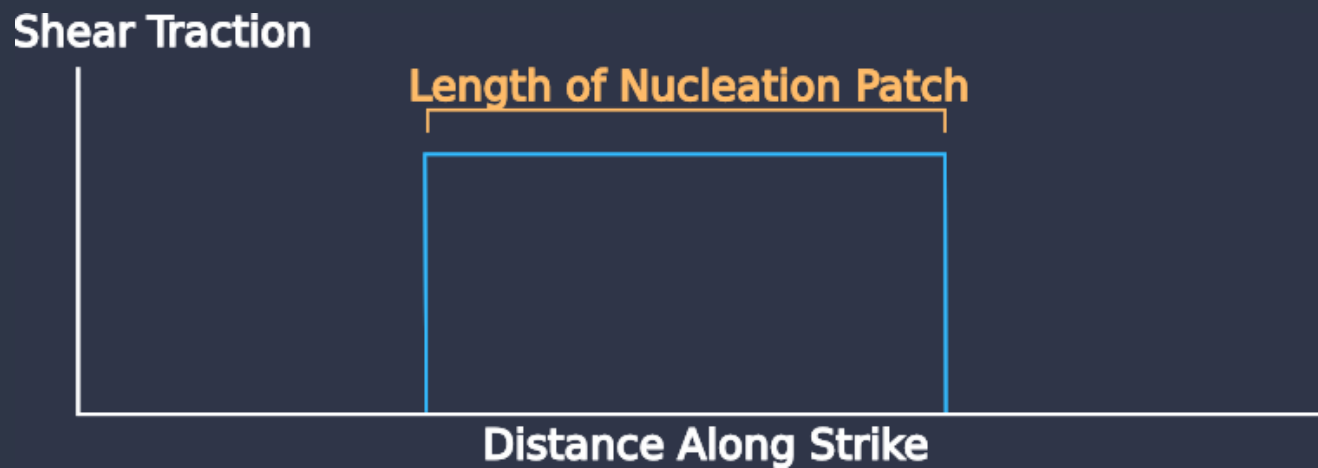 Shear Traction
Length of Nucleation Patch
Distance Along Strike